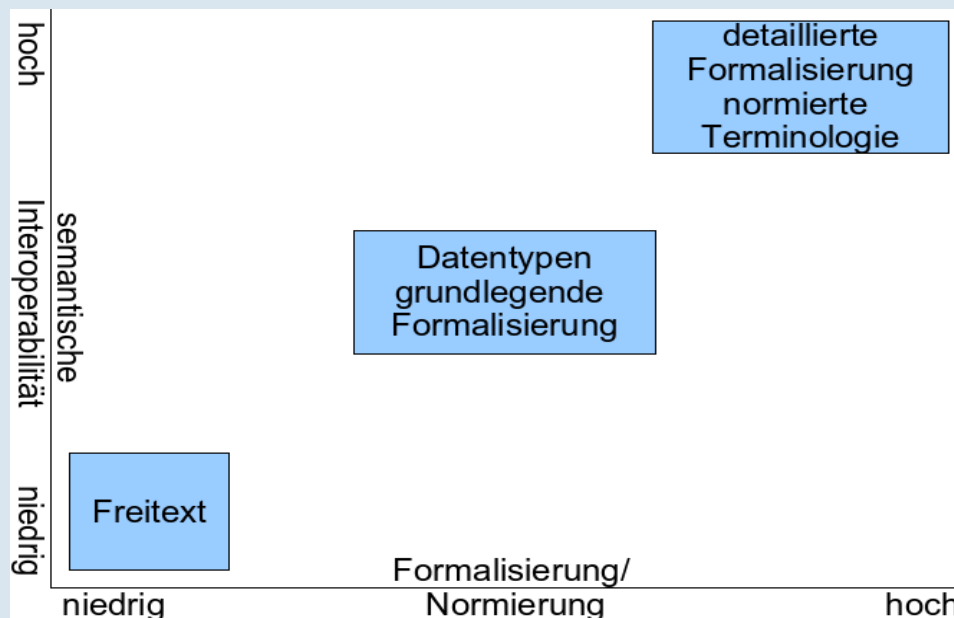 hoch
detaillierte
Formalisierung
normierte
Terminologie
semantische
Interoperabilität
Datentypen
grundlegende
Formalisierung
niedrig
Freitext
Formalisierung/
Normierung
niedrig
hoch